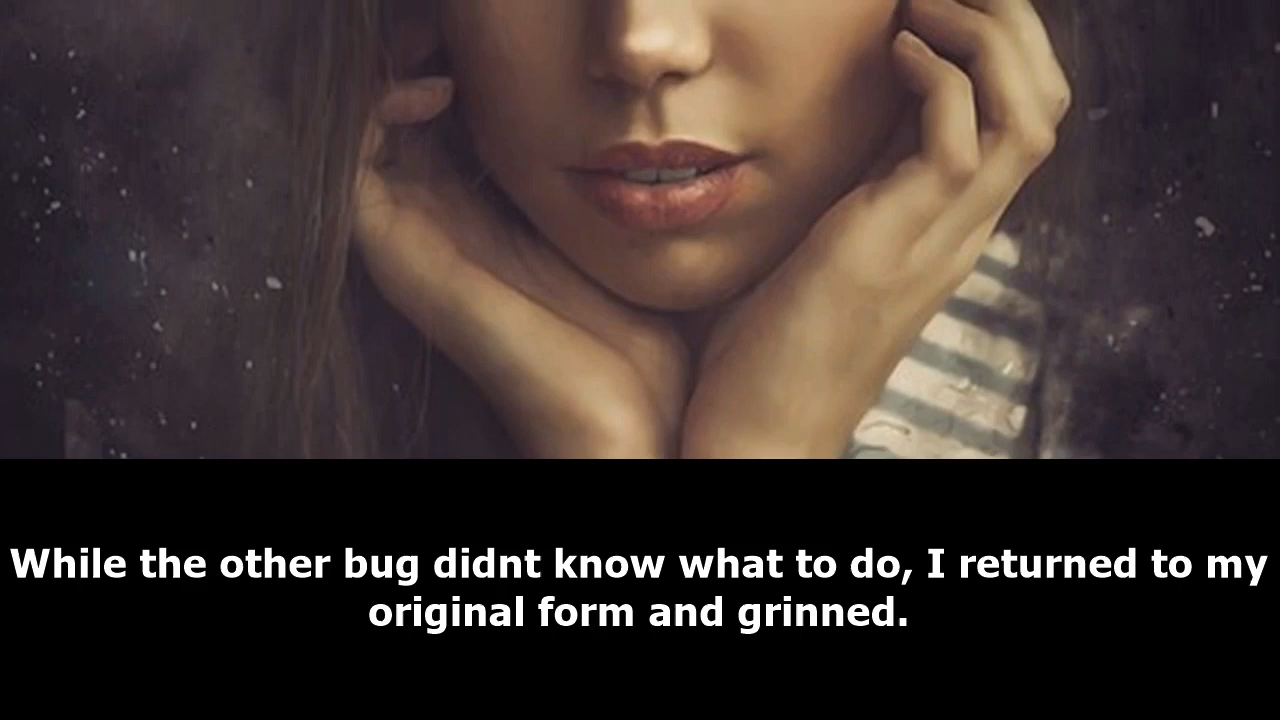 While the other bug didnt know what to do, I returned to my
original form and grinned.